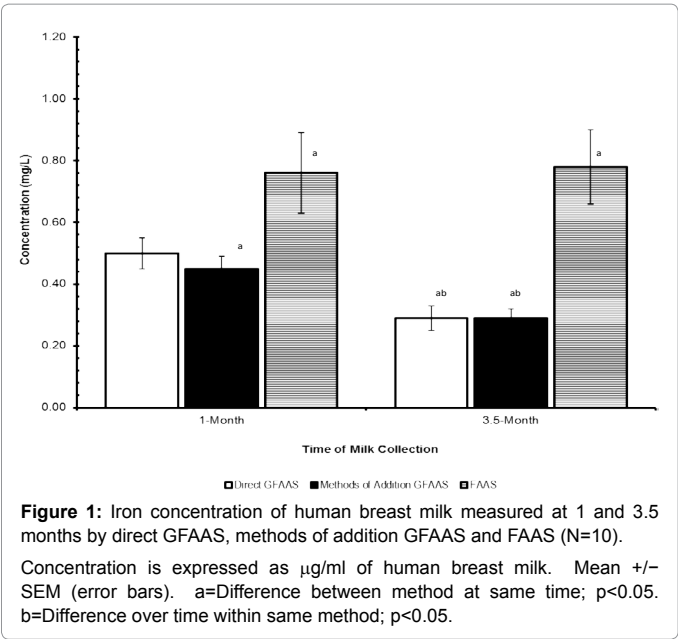 1.20
1.00
0.80
0.60
0.40
0.20
0.00
Concentration (mg/L)
a
a
ab
ab
a
1-Month
3.5-Month
Time of Milk Collection
Direct GFAAS
Methods of Addition GFAAS
FAAS
Figure 1: Iron concentration of human breast milk measured at 1 and 3.5
months by direct GFAAS, methods of addition GFAAS and FAAS (N=10).
Concentration is expressed as μg/ml of human breast milk. Mean +/−
SEM (error bars). a=Difference between method at same time; p<0.05.
b=Difference over time within same method; p<0.05.